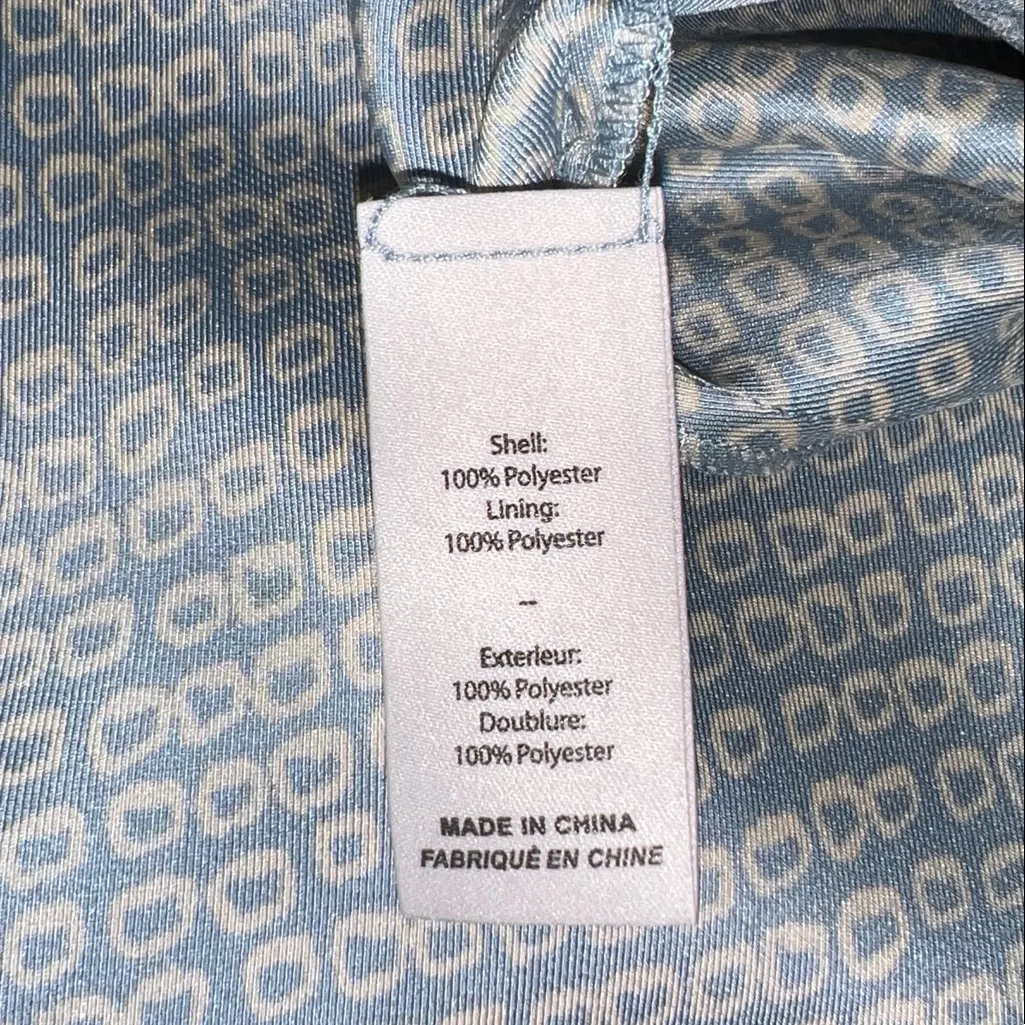 Shell:
100% Polyester
Lining:
100% Polyester
--
Exterieur:
100% Polyester
Doublure:
100% Polyester
MADE IN CHINA
FABRIQUÉ EN CHINE